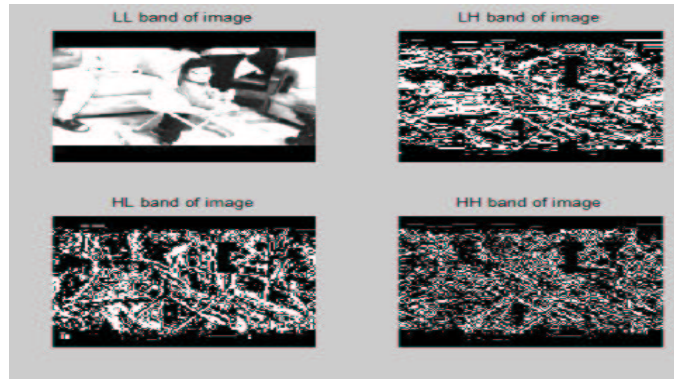 LL band of image
LH band of image
HL band of image
HH band of image